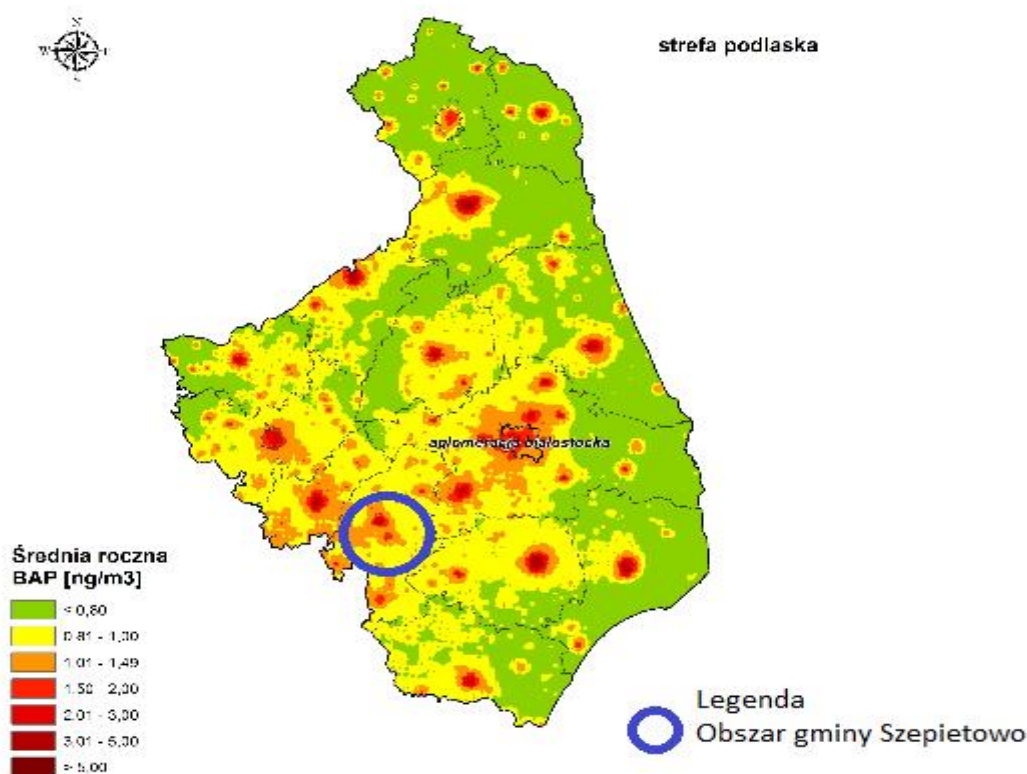 N
W E
S
strefa podlaska
aglomeracja białostocka
Średnia roczna
BAP [ng/m3]
< 0,80
0,81 - 1,00
1,01 - 1,49
1,50 - 2,00
2,01 - 3,00
3,01 - 5,00
> 5,00
Legenda
Obszar gminy Szepietowo